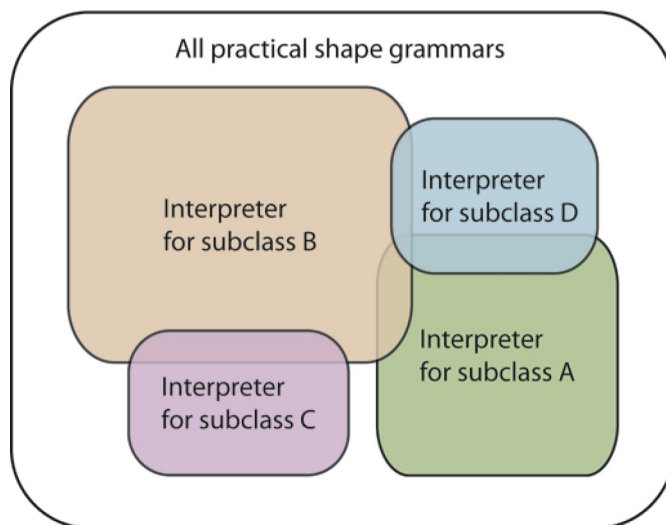 All practical shape grammars
Interpreter
for subclass D
Interpreter
for subclass B
Interpreter
for subclass A
Interpreter
for subclass C